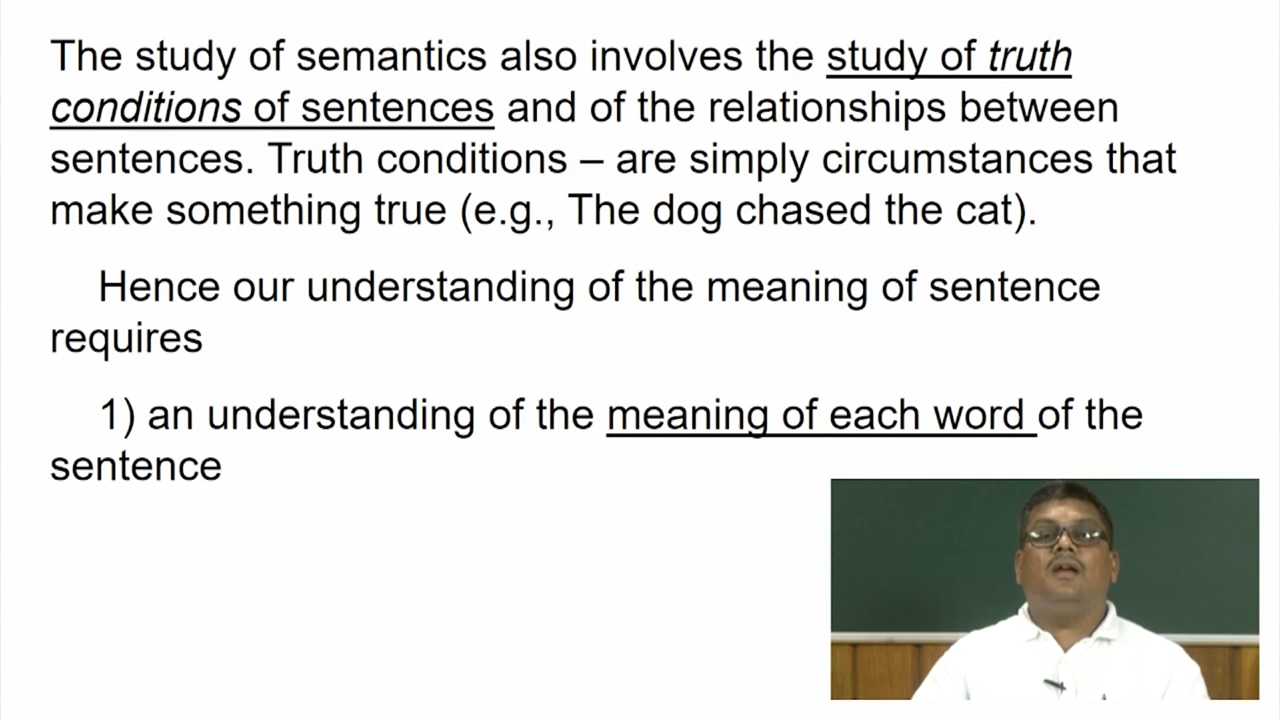 The study of semantics also involves the study of truth
conditions of sentences and of the relationships between
sentences. Truth conditions – are simply circumstances that
make something true (e.g., The dog chased the cat).
Hence our understanding of the meaning of sentence
requires
1) an understanding of the meaning of each word of the
sentence